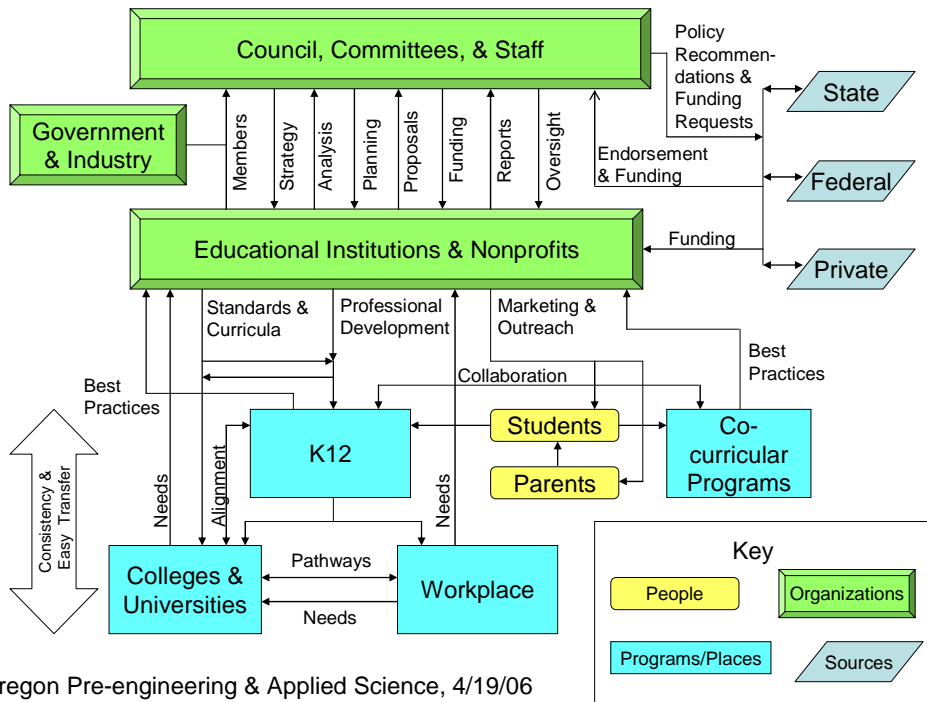 Council, Committees, & Staff
Policy
Recommen-
dations &
Funding
Requests
State
Government
& Industry
Members
Strategy
Analysis
Planning
Proposals
Funding
Reports
Oversight
Endorsement
& Funding
Federal
Educational Institutions & Nonprofits
Funding
Private
Standards &
Curricula
Professional
Development
Marketing &
Outreach
Best
Practices
Collaboration
Best
Practices
K12
Students
Parents
Co-
curricular
Programs
Consistency &
Easy Transfer
Needs
Alignment
Needs
Colleges &
Universities
Pathways
Needs
Workplace
Key
People
Organizations
Programs/Places
Sources
regon Pre-engineering & Applied Science, 4/19/06